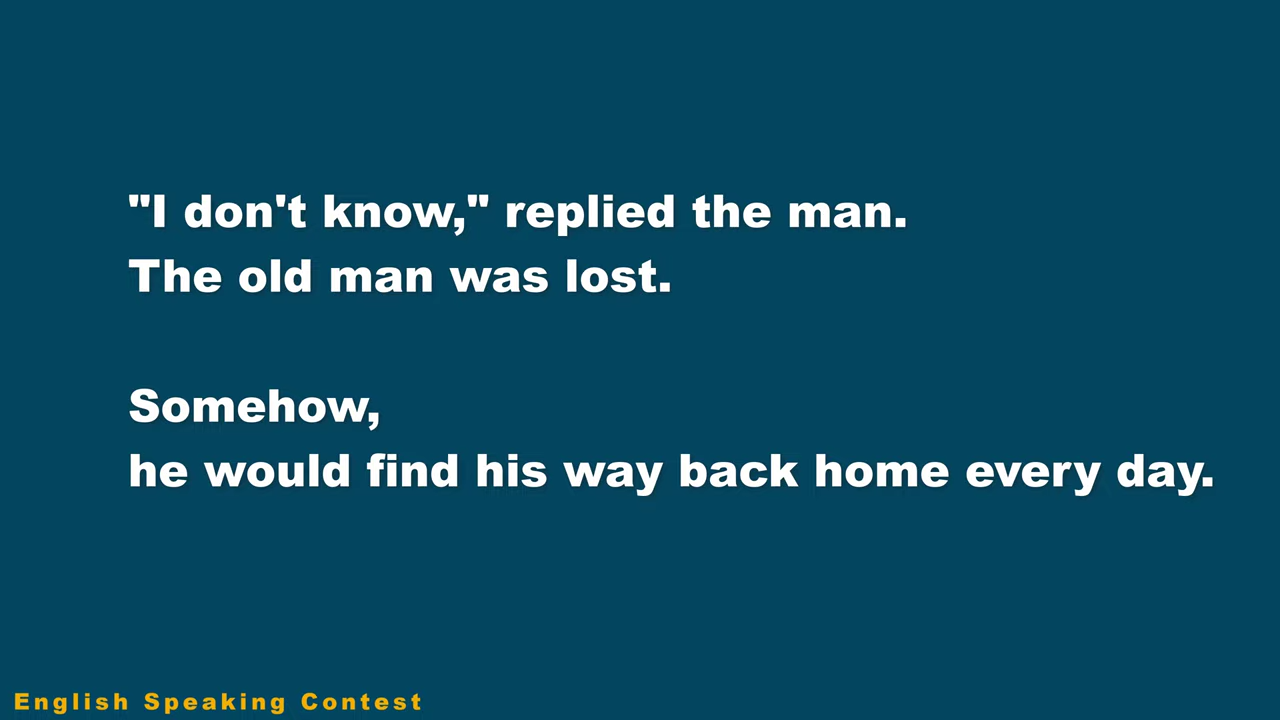 "I don't know," replied the man.
The old man was lost.
Somehow,
he would find his way back home every day.
English Speaking Contest